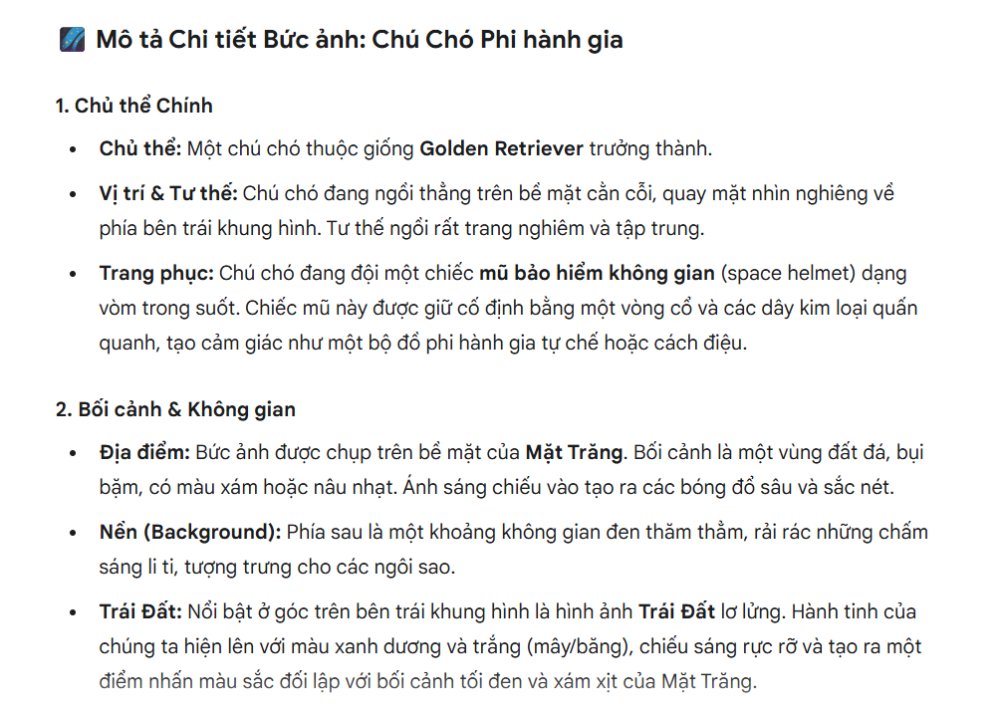 Mô tả Chi tiết Bức ảnh: Chú Chó Phi hành gia
1. Chủ thể Chính
• Chủ thể: Một chú chó thuộc giống Golden Retriever trưởng thành.
• Vị trí & Tư thế: Chú chó đang ngồi thẳng trên bề mặt cằn cỗi, quay mặt nhìn nghiêng về
phía bên trái khung hình. Tư thế ngồi rất trang nghiêm và tập trung.
• Trang phục: Chú chó đang đội một chiếc mũ bảo hiểm không gian (space helmet) dạng
vòm trong suốt. Chiếc mũ này được giữ cố định bằng một vòng cổ và các dây kim loại quấn
quanh, tạo cảm giác như một bộ đồ phi hành gia tự chế hoặc cách điệu.
2. Bối cảnh & Không gian
• Địa điểm: Bức ảnh được chụp trên bề mặt của Mặt Trăng. Bối cảnh là một vùng đất đá, bụi
bặm, có màu xám hoặc nâu nhạt. Ánh sáng chiếu vào tạo ra các bóng đổ sâu và sắc nét.
• Nền (Background): Phía sau là một khoảng không gian đen thăm thẳm, rải rác những chấm
sáng li ti, tượng trưng cho các ngôi sao.
• Trái Đất: Nổi bật ở góc trên bên trái khung hình là hình ảnh Trái Đất lơ lửng. Hành tinh của
chúng ta hiện lên với màu xanh dương và trắng (mây/băng), chiếu sáng rực rỡ và tạo ra một
điểm nhấn màu sắc đối lập với bối cảnh tối đen và xám xịt của Mặt Trăng.